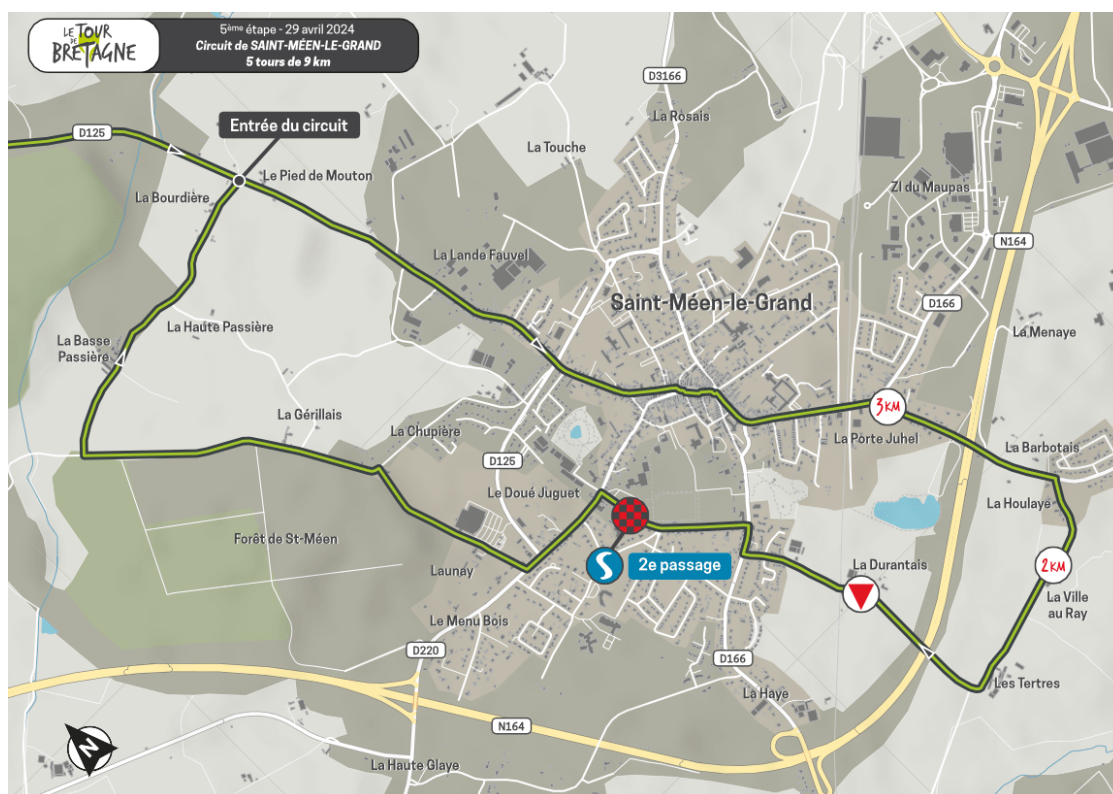 LE TOUR
DE
BRETAGNE
5ème étape - 29 avril 2024
Circuit de SAINT-MÉEN-LE-GRAND
5 tours de 9 km
D3166
D125
Entrée du circuit
La Rosais
La Touche
Le Pied de Mouton
La Bourdière
ZI du Maupas
N164
La Lande Fauvel
Saint-Méen-le-Grand
D166
La Haute Passière
La Menaye
La Basse
Passière
3 KM
La Gérillais
La Chupière
La Porte Juhel
La Barbotais
D125
Le Doué Juguet
La Houlaye
Forêt de St-Méen
2e passage
La Durantais
2 KM
Launay
La Ville
au Ray
Le Menu Bois
D220
D166
Les Tertres
La Haye
N164
N
La Haute Glaye